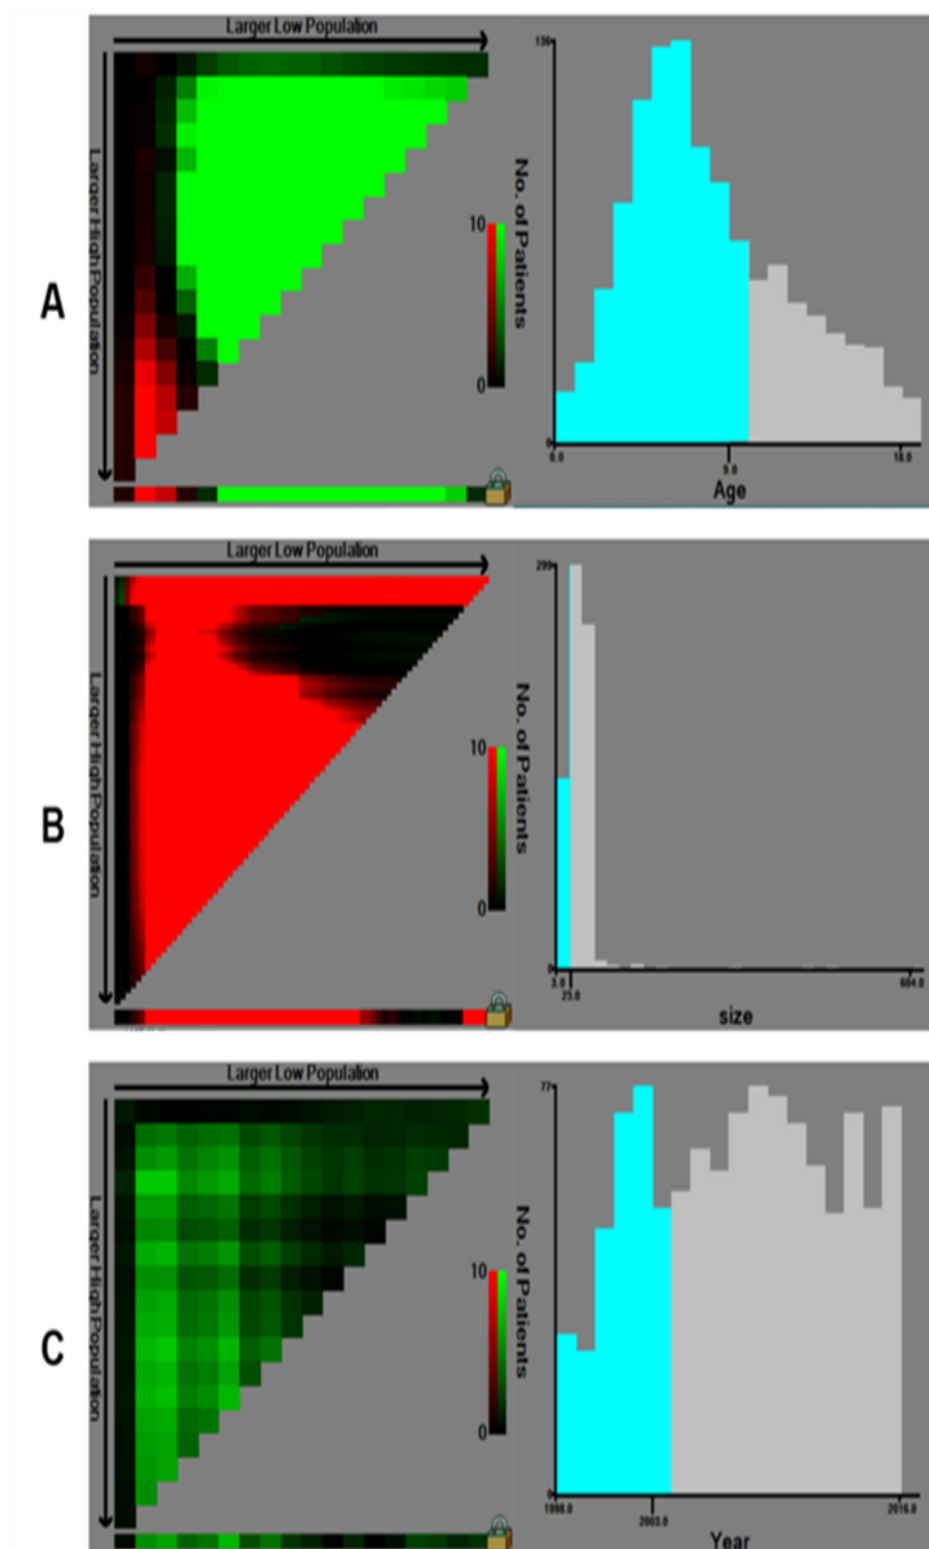 A
Larger Low Population
Larger High Population
10
0
No. of Patients
136
0
0.0
9.0
18.0
Age
B
Larger Low Population
Larger High Population
10
0
No. of Patients
299
0
3.0
25.0
604.0
size
C
Larger Low Population
Larger High Population
10
0
No. of Patients
77
0
1998.0
2003.0
2016.0
Year